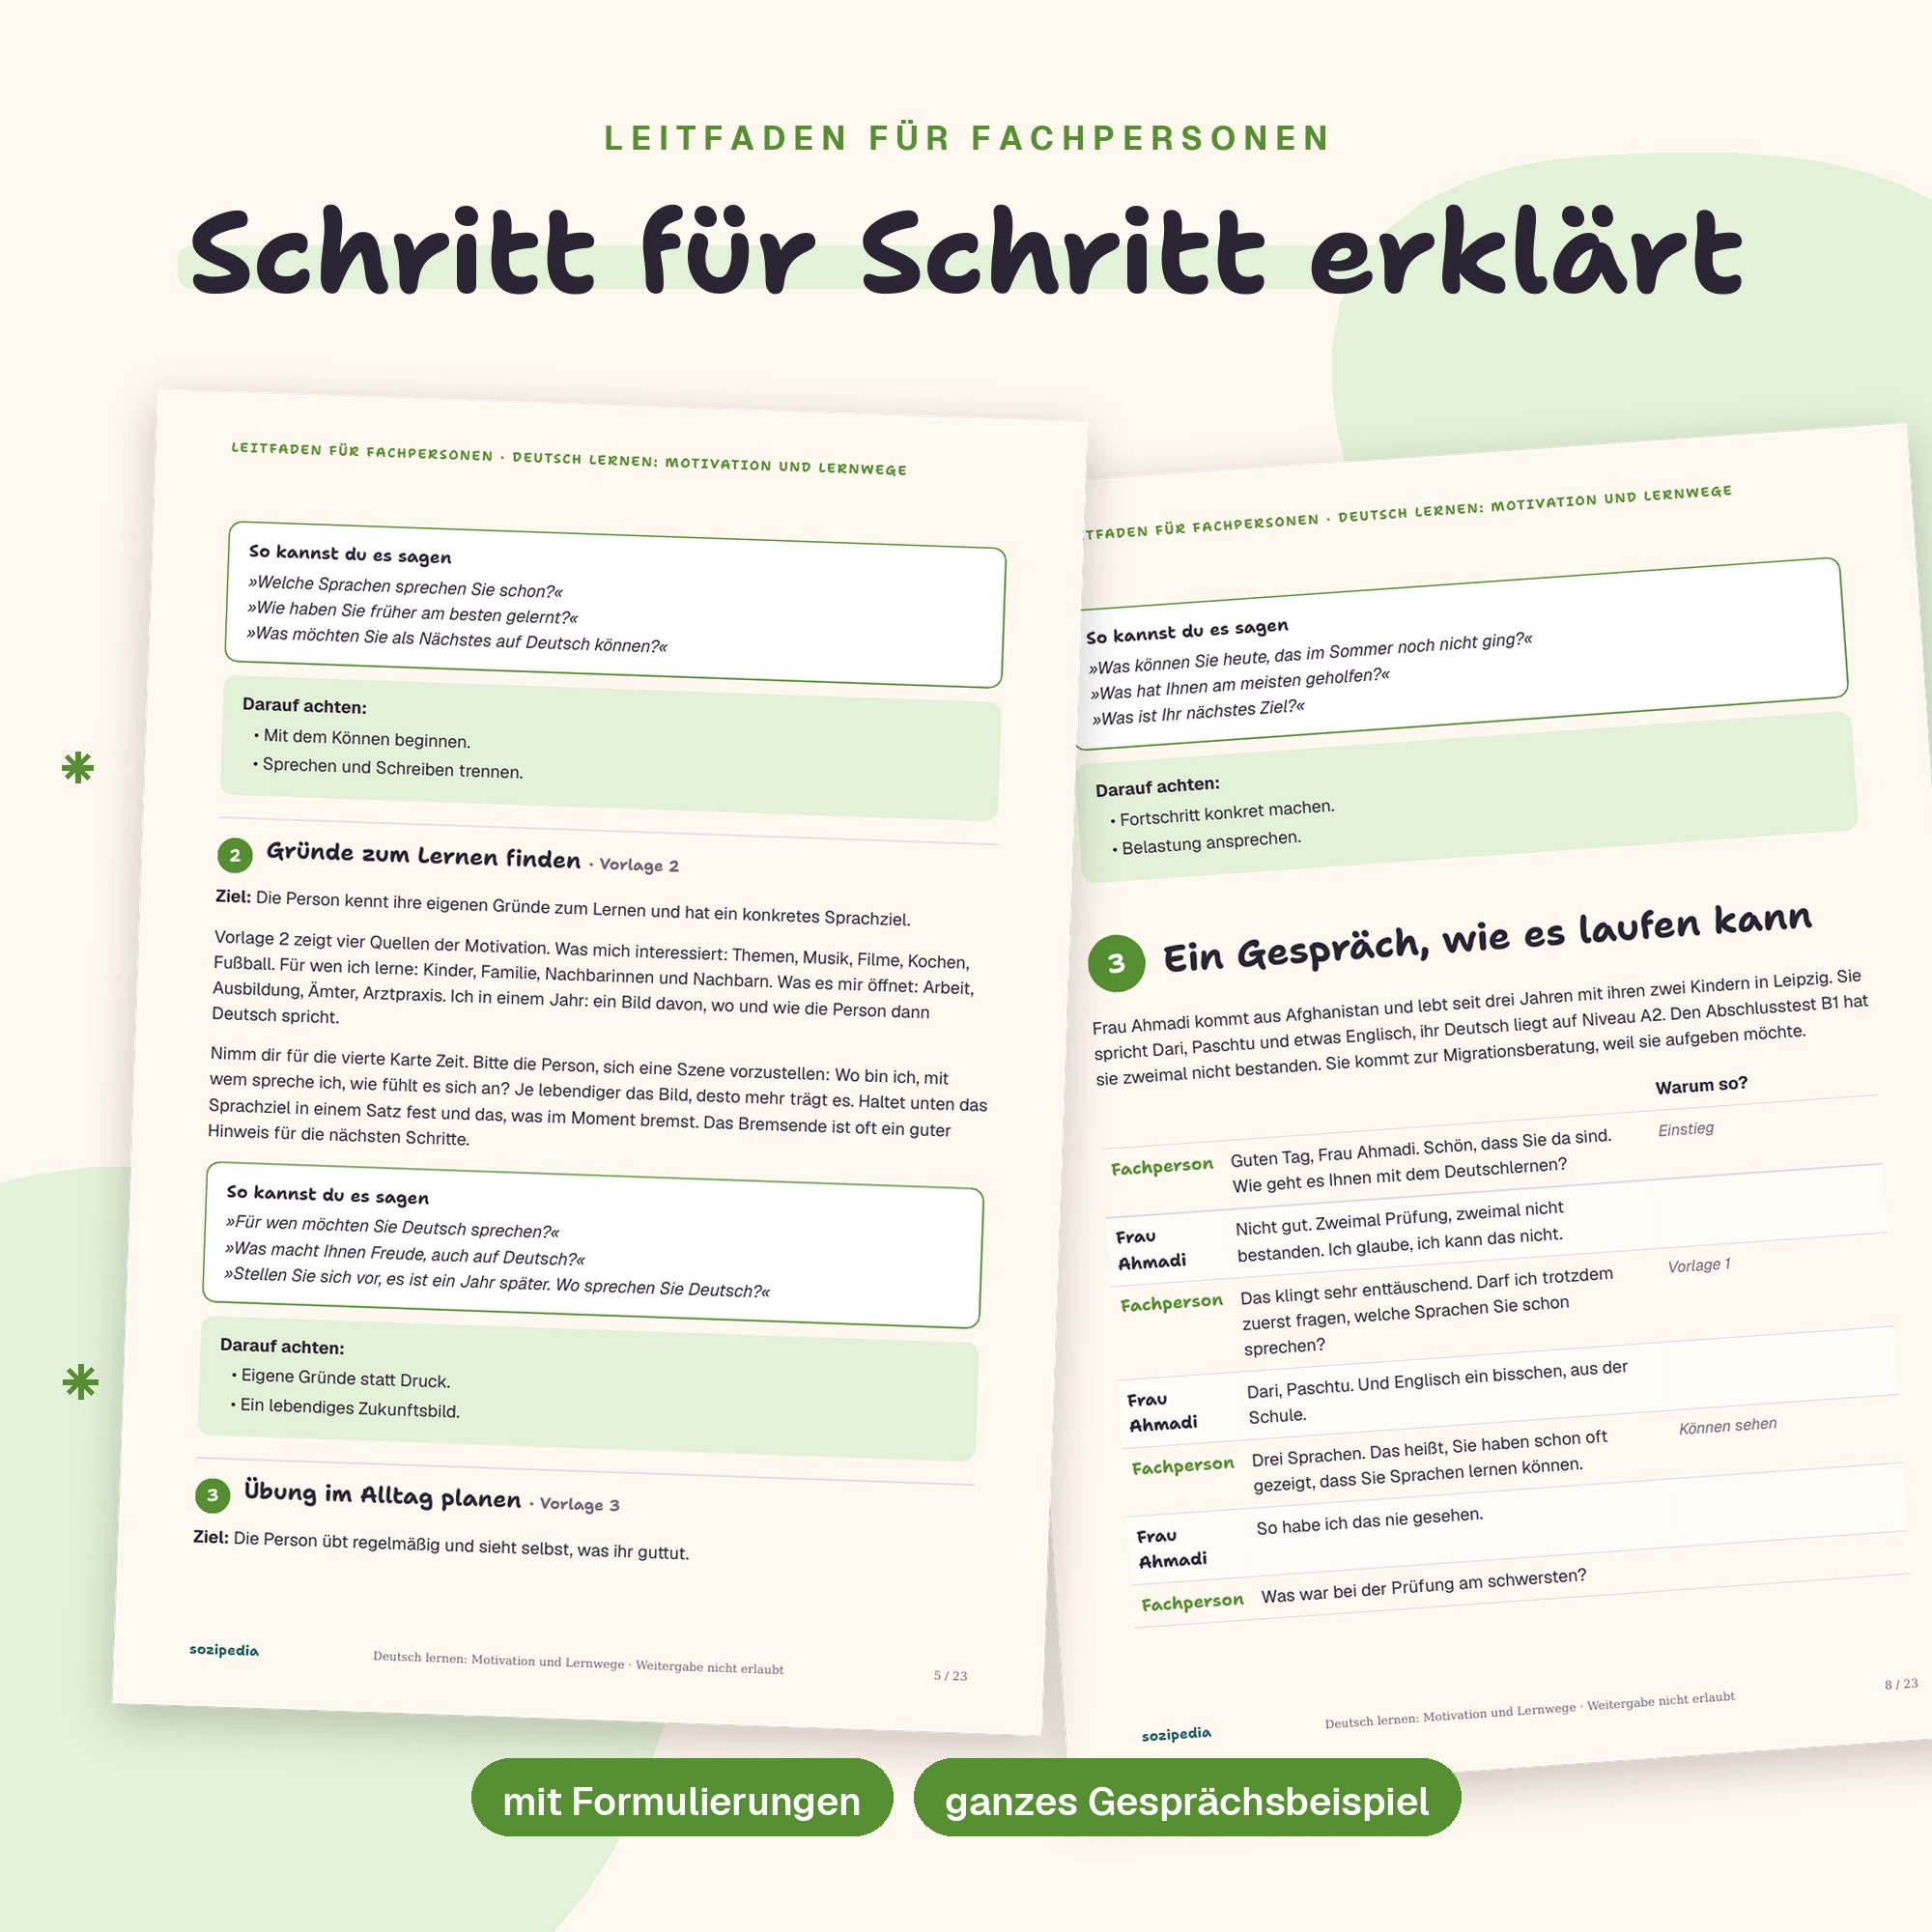 LEITFADEN FÜR FACHPERSONEN
Schritt für Schritt erklärt
LEITFADEN FÜR FACHPERSONEN · DEUTSCH LERNEN: MOTIVATION UND LERNWEGE
So kannst du es sagen
»Welche Sprachen sprechen Sie schon?«
»Wie haben Sie früher am besten gelernt?«
»Was möchten Sie als Nächstes auf Deutsch können?«
Darauf achten:
• Mit dem Können beginnen.
• Sprechen und Schreiben trennen.
2 Gründe zum Lernen finden · Vorlage 2
Ziel: Die Person kennt ihre eigenen Gründe zum Lernen und hat ein konkretes Sprachziel.
Vorlage 2 zeigt vier Quellen der Motivation. Was mich interessiert: Themen, Musik, Filme, Kochen,
Fußball. Für wen ich lerne: Kinder, Familie, Nachbarinnen und Nachbarn. Was es mir öffnet: Arbeit,
Ausbildung, Ämter, Arztpraxis. Ich in einem Jahr: ein Bild davon, wo und wie die Person dann
Deutsch spricht.
Nimm dir für die vierte Karte Zeit. Bitte die Person, sich eine Szene vorzustellen: Wo bin ich, mit
wem spreche ich, wie fühlt es sich an? Je lebendiger das Bild, desto mehr trägt es. Haltet unten das
Sprachziel in einem Satz fest und das, was im Moment bremst. Das Bremsende ist oft ein guter
Hinweis für die nächsten Schritte.
So kannst du es sagen
»Für wen möchten Sie Deutsch sprechen?«
»Was macht Ihnen Freude, auch auf Deutsch?«
»Stellen Sie sich vor, es ist ein Jahr später. Wo sprechen Sie Deutsch?«
Darauf achten:
• Eigene Gründe statt Druck.
• Ein lebendiges Zukunftsbild.
3 Übung im Alltag planen · Vorlage 3
Ziel: Die Person übt regelmäßig und sieht selbst, was ihr guttut.
sozipedia
Deutsch lernen: Motivation und Lernwege · Weitergabe nicht erlaubt
5 / 23
TFADEN FÜR FACHPERSONEN · DEUTSCH LERNEN: MOTIVATION UND LERNWEGE
So kannst du es sagen
»Was können Sie heute, das im Sommer noch nicht ging?«
»Was hat Ihnen am meisten geholfen?«
»Was ist Ihr nächstes Ziel?«
Darauf achten:
• Fortschritt konkret machen.
• Belastung ansprechen.
3 Ein Gespräch, wie es laufen kann
Frau Ahmadi kommt aus Afghanistan und lebt seit drei Jahren mit ihren zwei Kindern in Leipzig. Sie
spricht Dari, Paschtu und etwas Englisch, ihr Deutsch liegt auf Niveau A2. Den Abschlusstest B1 hat
sie zweimal nicht bestanden. Sie kommt zur Migrationsberatung, weil sie aufgeben möchte.
Warum so?
Fachperson Guten Tag, Frau Ahmadi. Schön, dass Sie da sind. Einstieg
Wie geht es Ihnen mit dem Deutschlernen?
Frau Nicht gut. Zweimal Prüfung, zweimal nicht
Ahmadi bestanden. Ich glaube, ich kann das nicht.
Fachperson Das klingt sehr enttäuschend. Darf ich trotzdem Vorlage 1
zuerst fragen, welche Sprachen Sie schon
sprechen?
Frau Dari, Paschtu. Und Englisch ein bisschen, aus der
Ahmadi Schule.
Fachperson Drei Sprachen. Das heißt, Sie haben schon oft Können sehen
gezeigt, dass Sie Sprachen lernen können.
Frau So habe ich das nie gesehen.
Ahmadi
Fachperson Was war bei der Prüfung am schwersten?
sozipedia
Deutsch lernen: Motivation und Lernwege · Weitergabe nicht erlaubt
8 / 23
mit Formulierungen
ganzes Gesprächsbeispiel